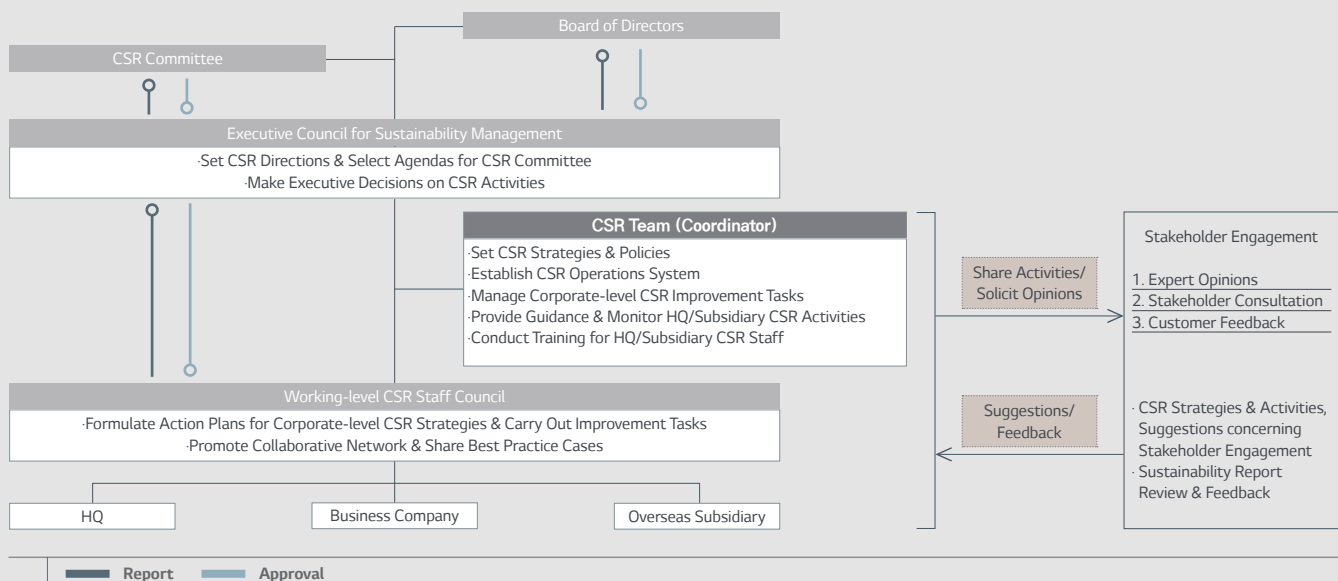 Board of Directors
CSR Committee
Executive Council for Sustainability Management
·Set CSR Directions & Select Agendas for CSR Committee
·Make Executive Decisions on CSR Activities
CSR Team (Coordinator)
·Set CSR Strategies & Policies
·Establish CSR Operations System
·Manage Corporate-level CSR Improvement Tasks
·Provide Guidance & Monitor HQ/Subsidiary CSR Activities
·Conduct Training for HQ/Subsidiary CSR Staff
Share Activities/
Solicit Opinions
Stakeholder Engagement
1. Expert Opinions
2. Stakeholder Consultation
3. Customer Feedback
Working-level CSR Staff Council
·Formulate Action Plans for Corporate-level CSR Strategies & Carry Out Improvement Tasks
·Promote Collaborative Network & Share Best Practice Cases
Suggestions/
Feedback
· CSR Strategies & Activities,
Suggestions concerning
Stakeholder Engagement
· Sustainability Report
Review & Feedback
HQ
Business Company
Overseas Subsidiary
Report
Approval